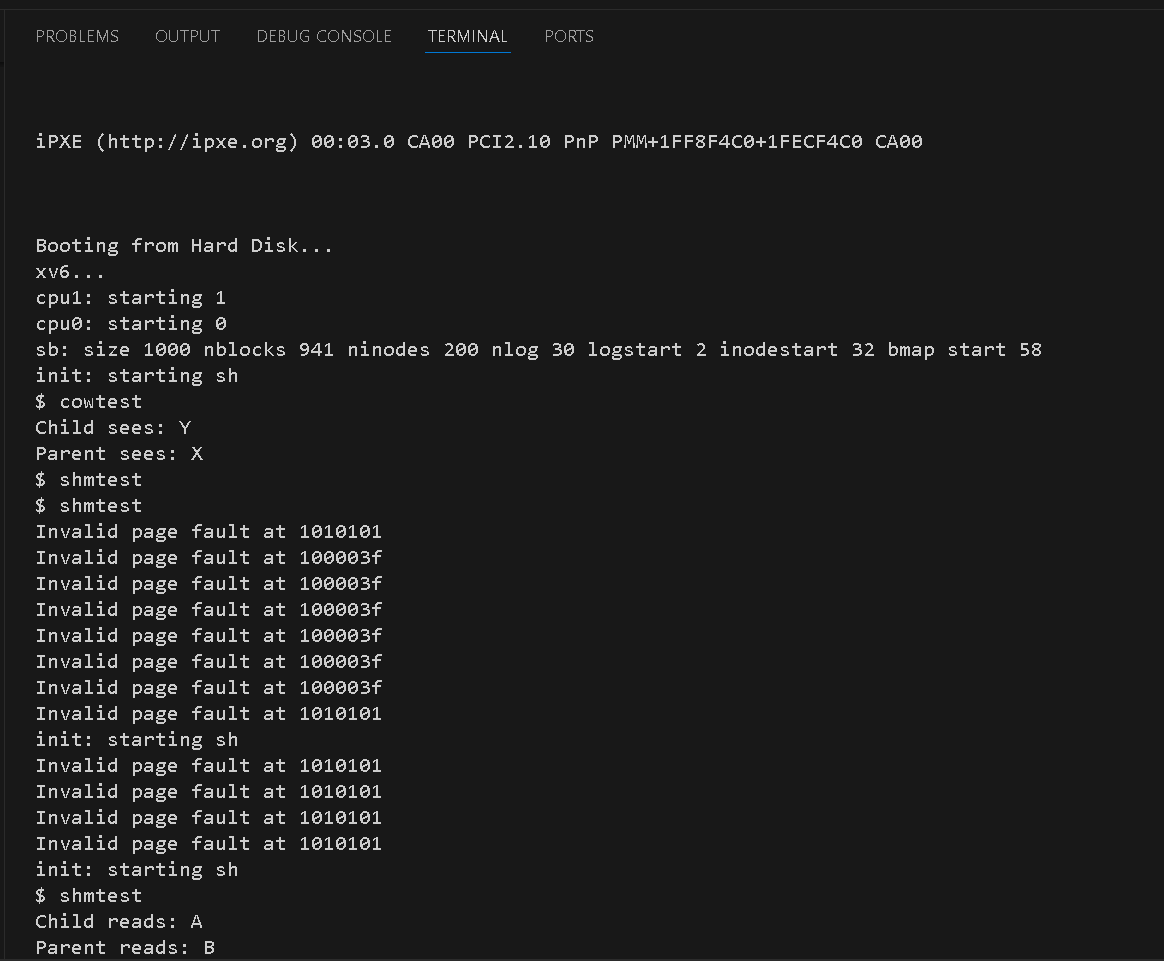 PROBLEMS OUTPUT DEBUG CONSOLE TERMINAL PORTS
iPXE (http://ipxe.org) 00:03.0 CA00 PCI2.10 PnP PMM+1FF8F4C0+1FECF4C0 CA00
Booting from Hard Disk...
xv6...
cpu1: starting 1
cpu0: starting 0
sb: size 1000 nblocks 941 ninodes 200 nlog 30 logstart 2 inodestart 32 bmap start 58
init: starting sh
$ cowtest
Child sees: Y
Parent sees: X
$ shmtest
$ shmtest
Invalid page fault at 1010101
Invalid page fault at 100003f
Invalid page fault at 100003f
Invalid page fault at 100003f
Invalid page fault at 100003f
Invalid page fault at 100003f
Invalid page fault at 100003f
Invalid page fault at 1010101
init: starting sh
Invalid page fault at 1010101
Invalid page fault at 1010101
Invalid page fault at 1010101
Invalid page fault at 1010101
init: starting sh
$ shmtest
Child reads: A
Parent reads: B